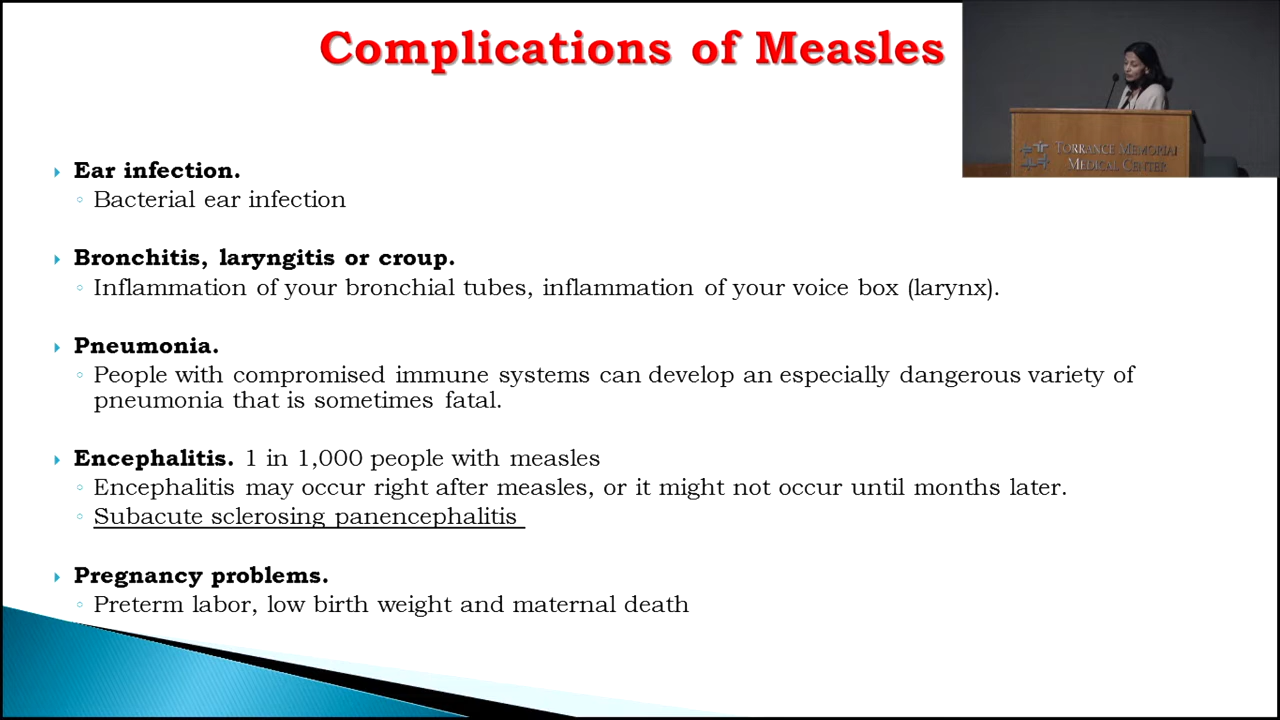 Complications of Measles
TORRANCE MEMORIAL
MEDICAL CENTER
Ear infection.
Bacterial ear infection
Bronchitis, laryngitis or croup.
Inflammation of your bronchial tubes, inflammation of your voice box (larynx).
Pneumonia.
People with compromised immune systems can develop an especially dangerous variety of
pneumonia that is sometimes fatal.
Encephalitis. 1 in 1,000 people with measles
Encephalitis may occur right after measles, or it might not occur until months later.
Subacute sclerosing panencephalitis
Pregnancy problems.
Preterm labor, low birth weight and maternal death